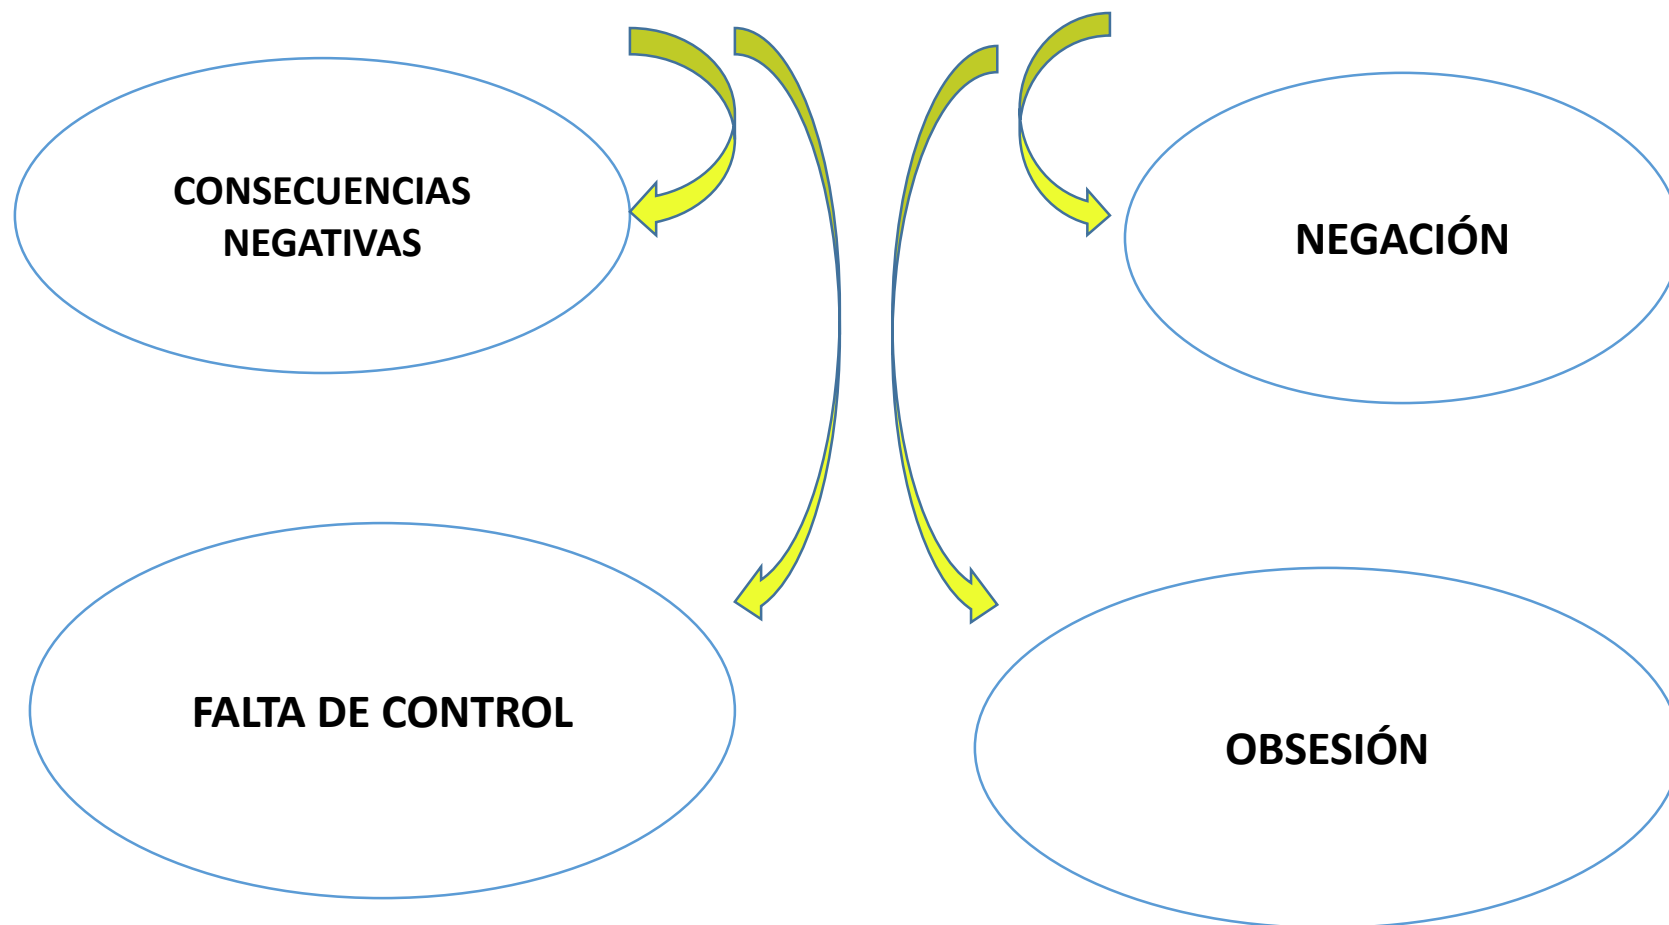 CONSECUENCIAS
NEGATIVAS
NEGACIÓN
FALTA DE CONTROL
OBSESIÓN